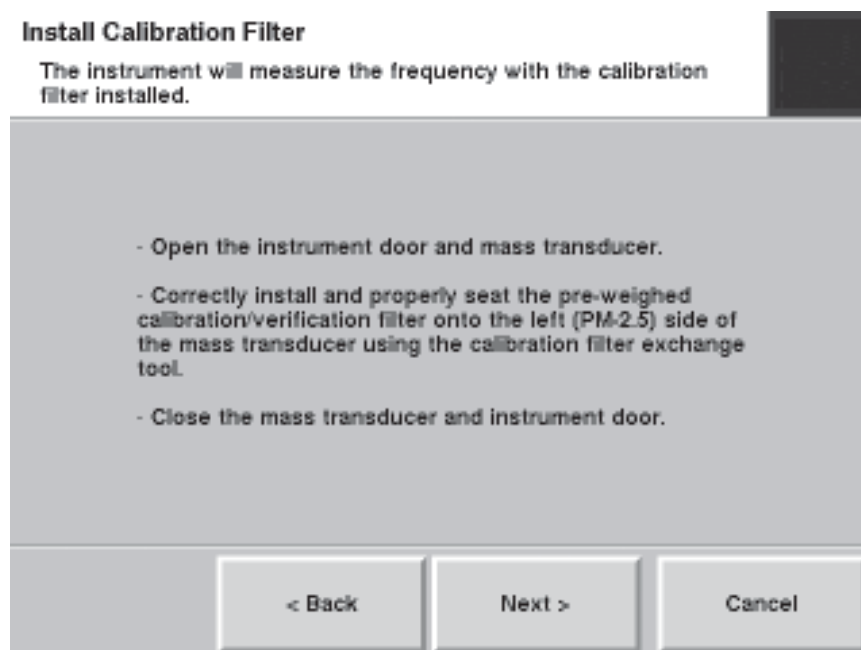 Install Calibration Filter
The instrument will measure the frequency with the calibration
filter installed.
- Open the instrument door and mass transducer.
- Correctly install and properly seat the pre-weighed
calibration/verification filter onto the left (PM-2.5) side of
the mass transducer using the calibration filter exchange
tool.
- Close the mass transducer and instrument door.
< Back
Next >
Cancel